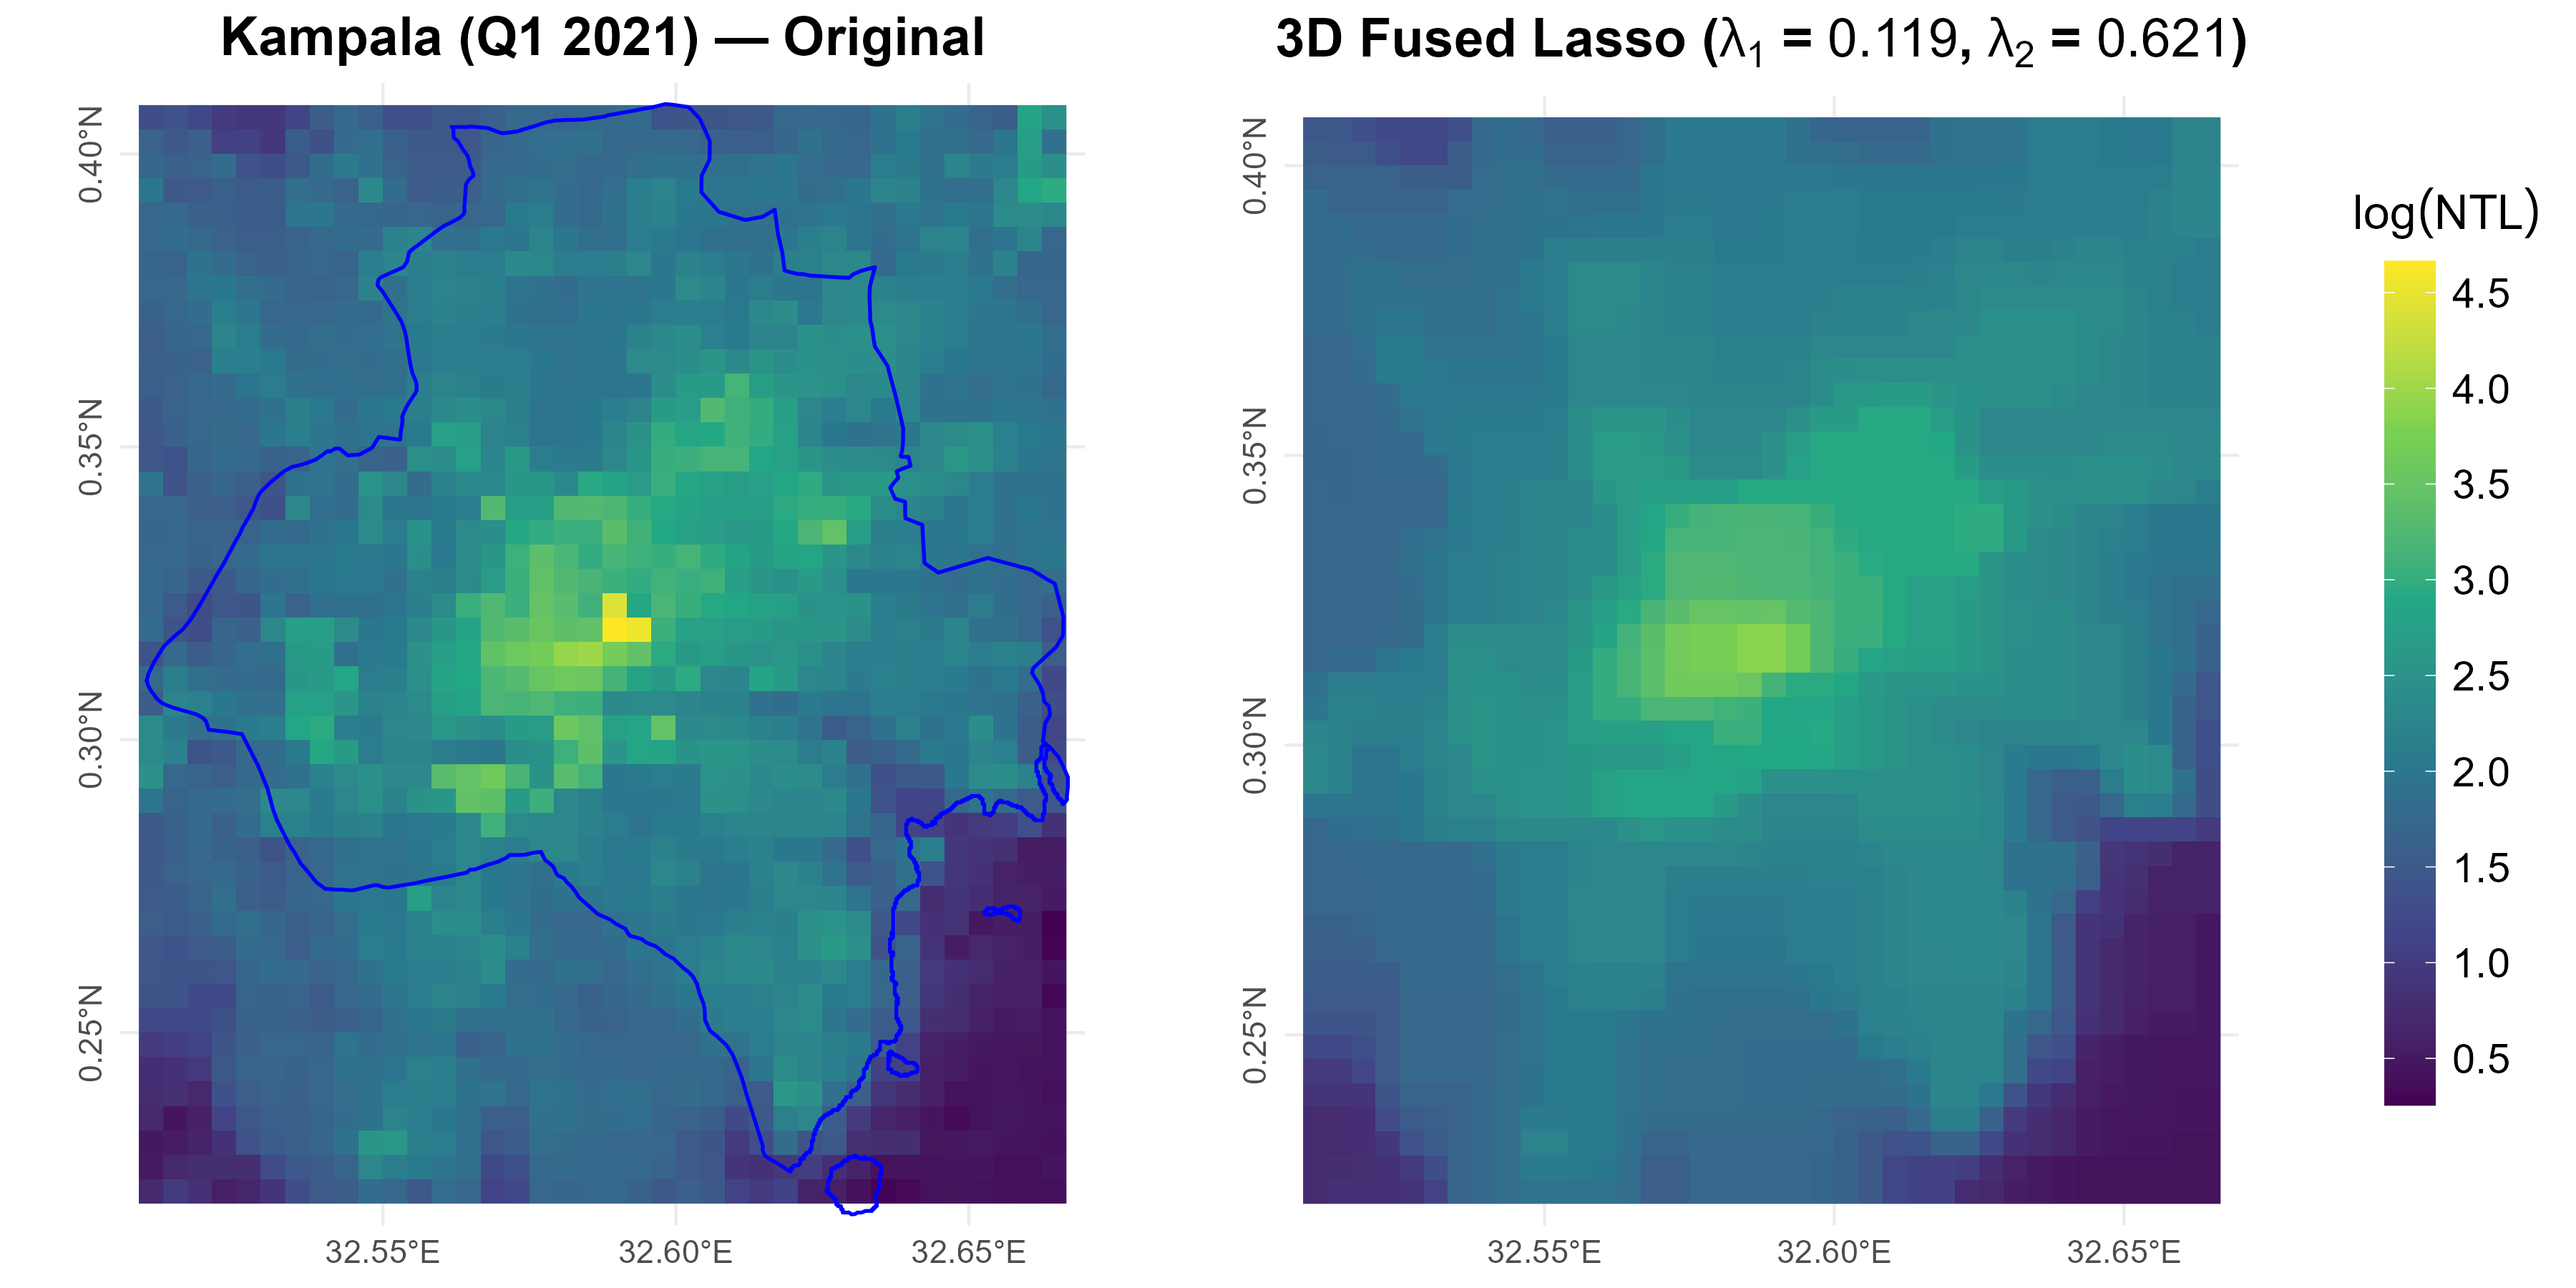 Kampala (Q1 2021) — Original
0.40°N
0.35°N
0.30°N
0.25°N
32.55°E 32.60°E 32.65°E
3D Fused Lasso (λ1 = 0.119, λ2 = 0.621)
0.40°N
0.35°N
0.30°N
0.25°N
32.55°E 32.60°E 32.65°E
log(NTL)
4.5
4.0
3.5
3.0
2.5
2.0
1.5
1.0
0.5